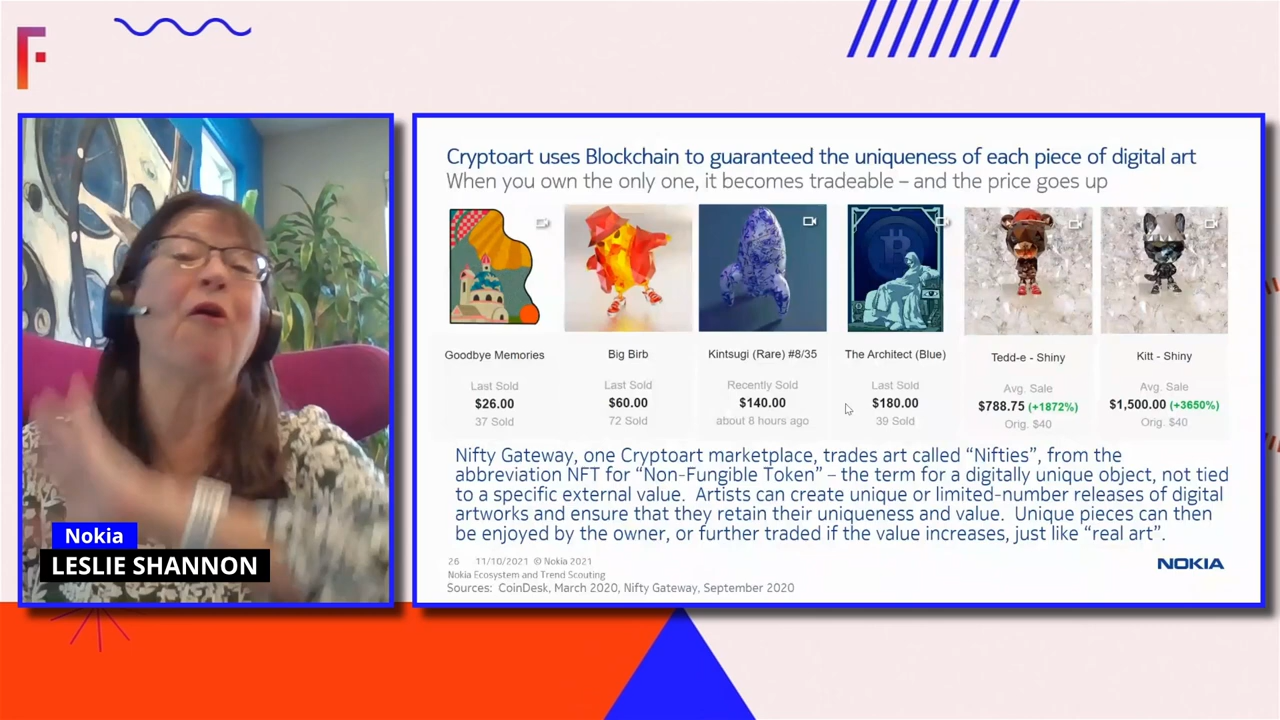 F
Cryptoart uses Blockchain to guaranteed the uniqueness of each piece of digital art
When you own the only one, it becomes tradeable – and the price goes up
Goodbye Memories
Last Sold
$26.00
37 Sold
Big Birb
Last Sold
$60.00
72 Sold
Kintsugi (Rare) #8/35
Recently Sold
$140.00
about 8 hours ago
The Architect (Blue)
Last Sold
$180.00
39 Sold
Tedd-e - Shiny
Avg. Sale
$788.75 (+1872%)
Orig. $40
Kitt - Shiny
Avg. Sale
$1,500.00 (+3650%)
Orig. $40
Nifty Gateway, one Cryptoart marketplace, trades art called “Nifties”, from the
abbreviation NFT for “Non-Fungible Token” – the term for a digitally unique object, not tied
to a specific external value.  Artists can create unique or limited-number releases of digital
artworks and ensure that they retain their uniqueness and value.  Unique pieces can then
be enjoyed by the owner, or further traded if the value increases, just like “real art”.
26 11/10/2021 © Nokia 2021
Nokia Ecosystem and Trend Scouting
Sources: CoinDesk, March 2020, Nifty Gateway, September 2020
NOKIA
Nokia
LESLIE SHANNON